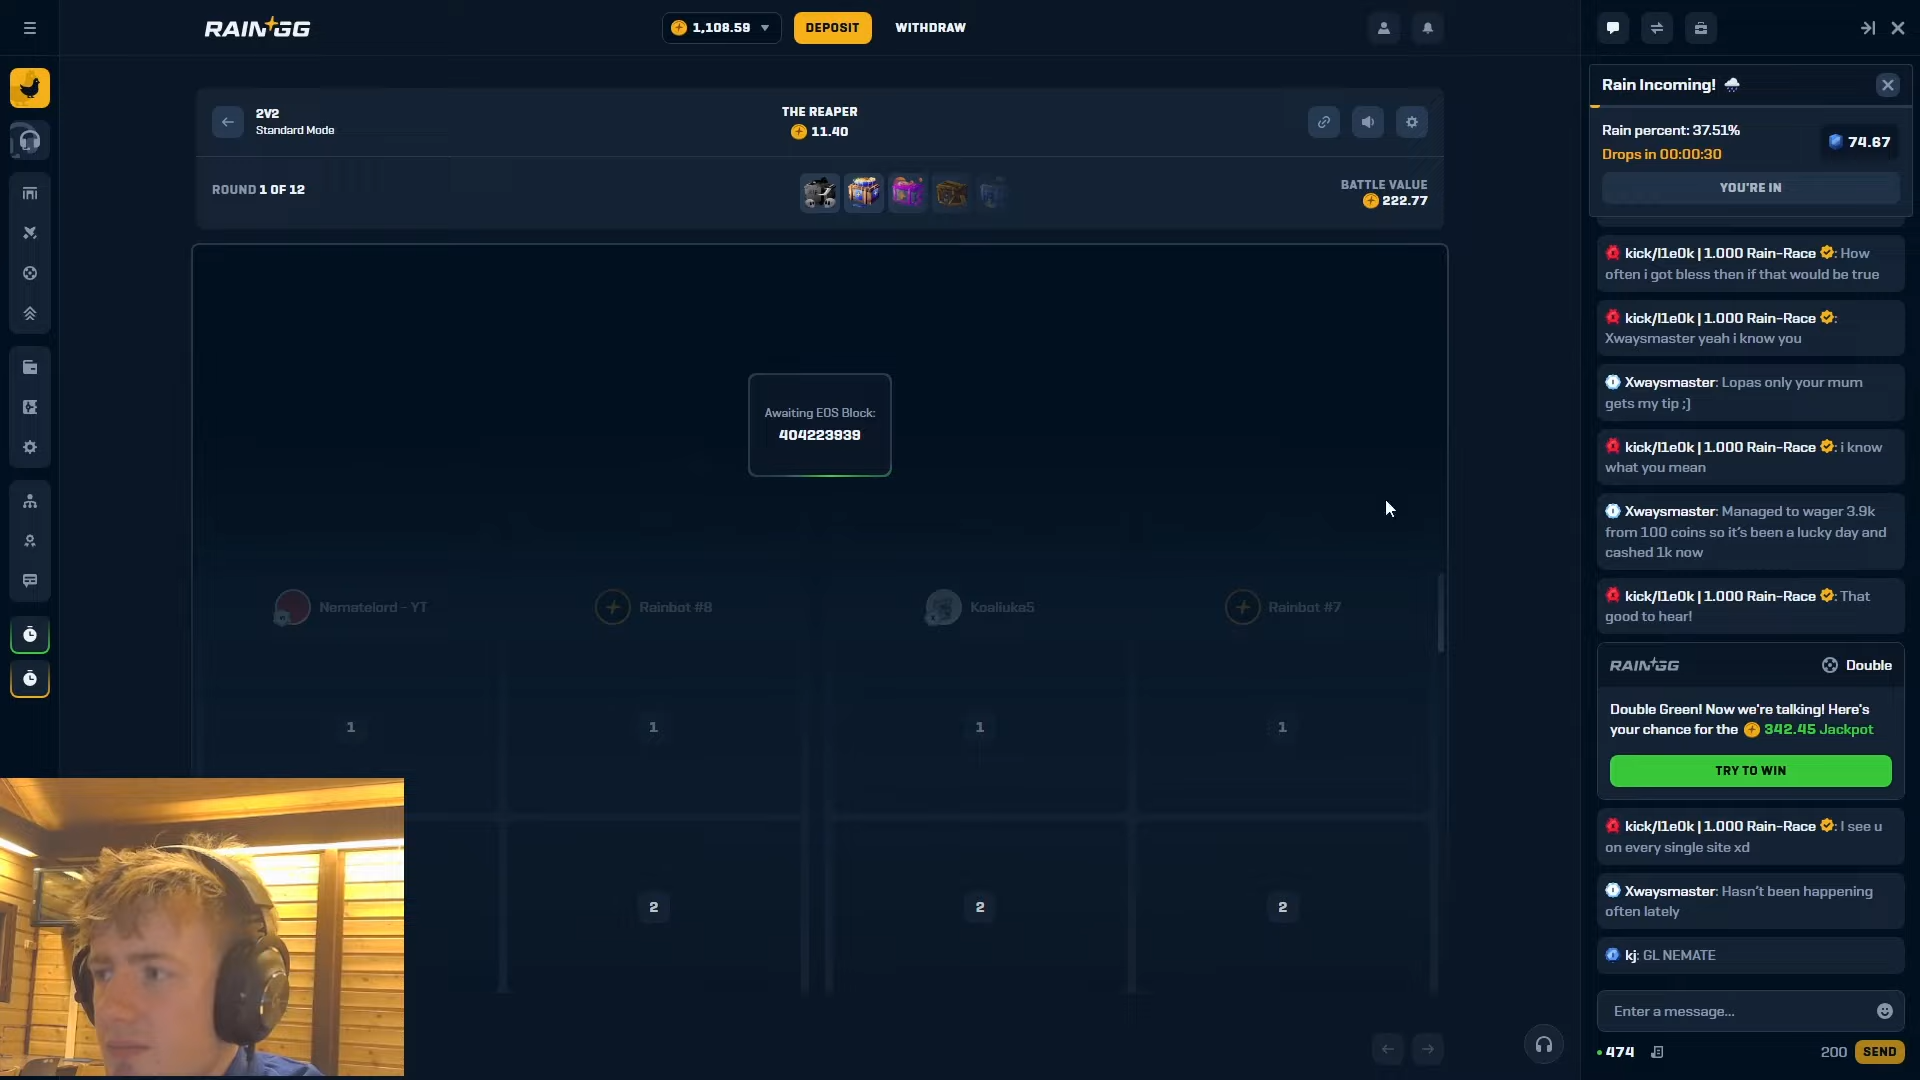 RAIN GG
1,108.59
DEPOSIT
WITHDRAW
2V2
Standard Mode
THE REAPER
11.40
ROUND 1 OF 12
BATTLE VALUE
222.77
Awaiting EOS Block:
404223939
Nematelord - YT
Rainbot #8
Koaliuka5
Rainbot #7
1
1
1
1
2
2
2
Rain Incoming!
Rain percent: 37.51%
Drops in 00:00:30
74.67
YOU'RE IN
kick/l1e0k | 1.000 Rain-Race : How
often i got bless then if that would be true
kick/l1e0k | 1.000 Rain-Race :
Xwaysmaster yeah i know you
Xwaysmaster: Lopas only your mum
gets my tip ;]
kick/l1e0k | 1.000 Rain-Race : i know
what you mean
Xwaysmaster: Managed to wager 3.9k
from 100 coins so it's been a lucky day and
cashed 1k now
kick/l1e0k | 1.000 Rain-Race : That
good to hear!
RAIN GG
Double
Double Green! Now we're talking! Here's
your chance for the 342.45 Jackpot
TRY TO WIN
kick/l1e0k | 1.000 Rain-Race : I see u
on every single site xd
Xwaysmaster: Hasn't been happening
often lately
kj: GL NEMATE
Enter a message...
474
200
SEND